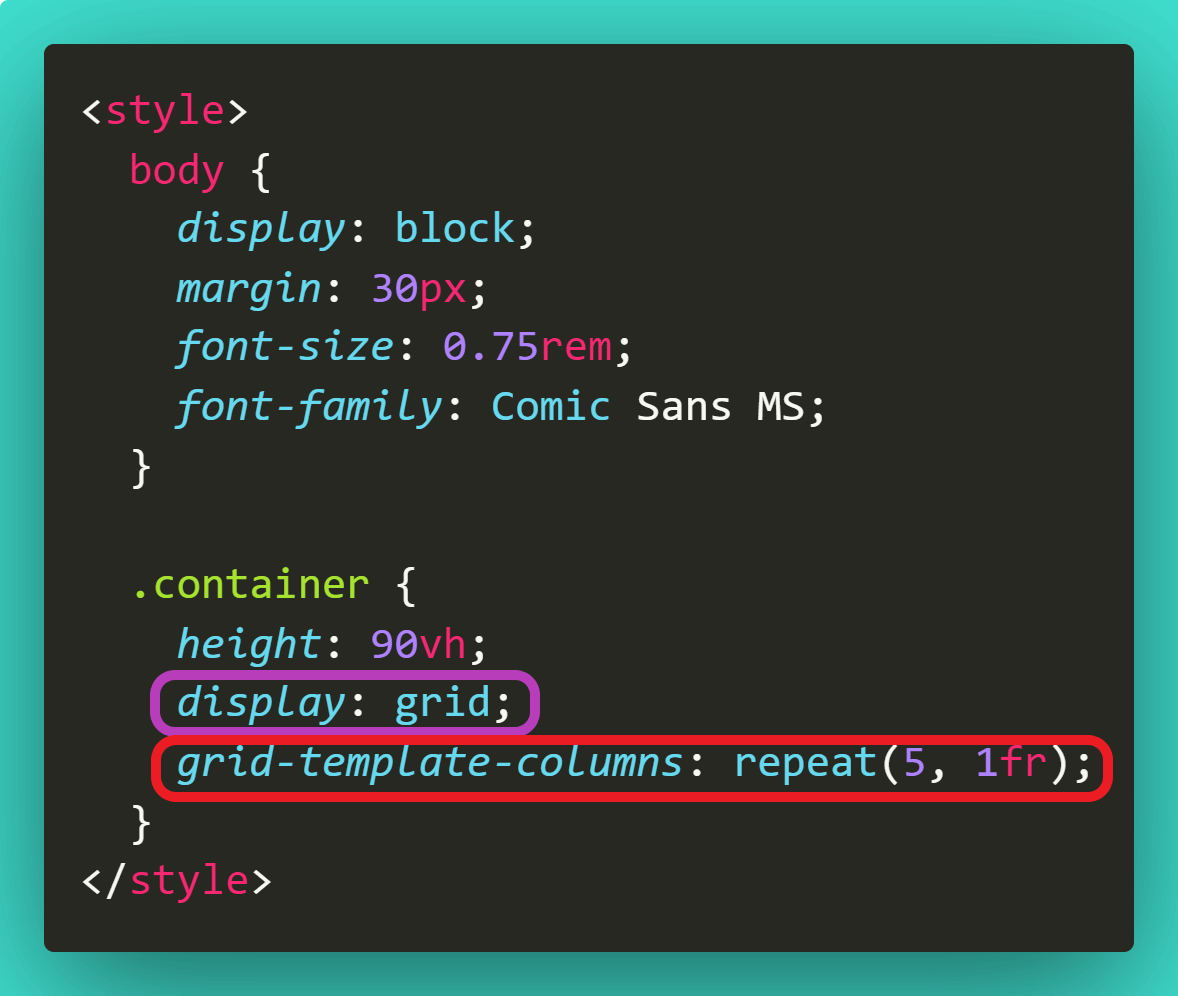 <style>
body {
display: block;
margin: 30px;
font-size: 0.75rem;
font-family: Comic Sans MS;
}
.container {
height: 90vh;
display: grid;
grid-template-columns: repeat(5, 1fr);
}
</style>